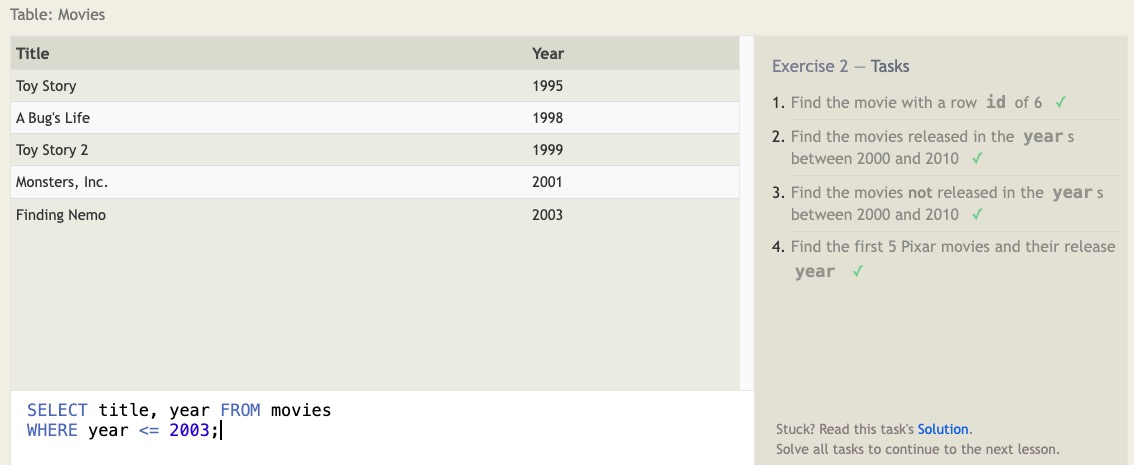 Table: Movies
Title Year
Toy Story 1995
A Bug's Life 1998
Toy Story 2 1999
Monsters, Inc. 2001
Finding Nemo 2003
SELECT title, year FROM movies
WHERE year <= 2003;
Exercise 2 — Tasks
1. Find the movie with a row id of 6 ✓
2. Find the movies released in the year s
between 2000 and 2010 ✓
3. Find the movies not released in the year s
between 2000 and 2010 ✓
4. Find the first 5 Pixar movies and their release
year ✓
Stuck? Read this task's Solution.
Solve all tasks to continue to the next lesson.